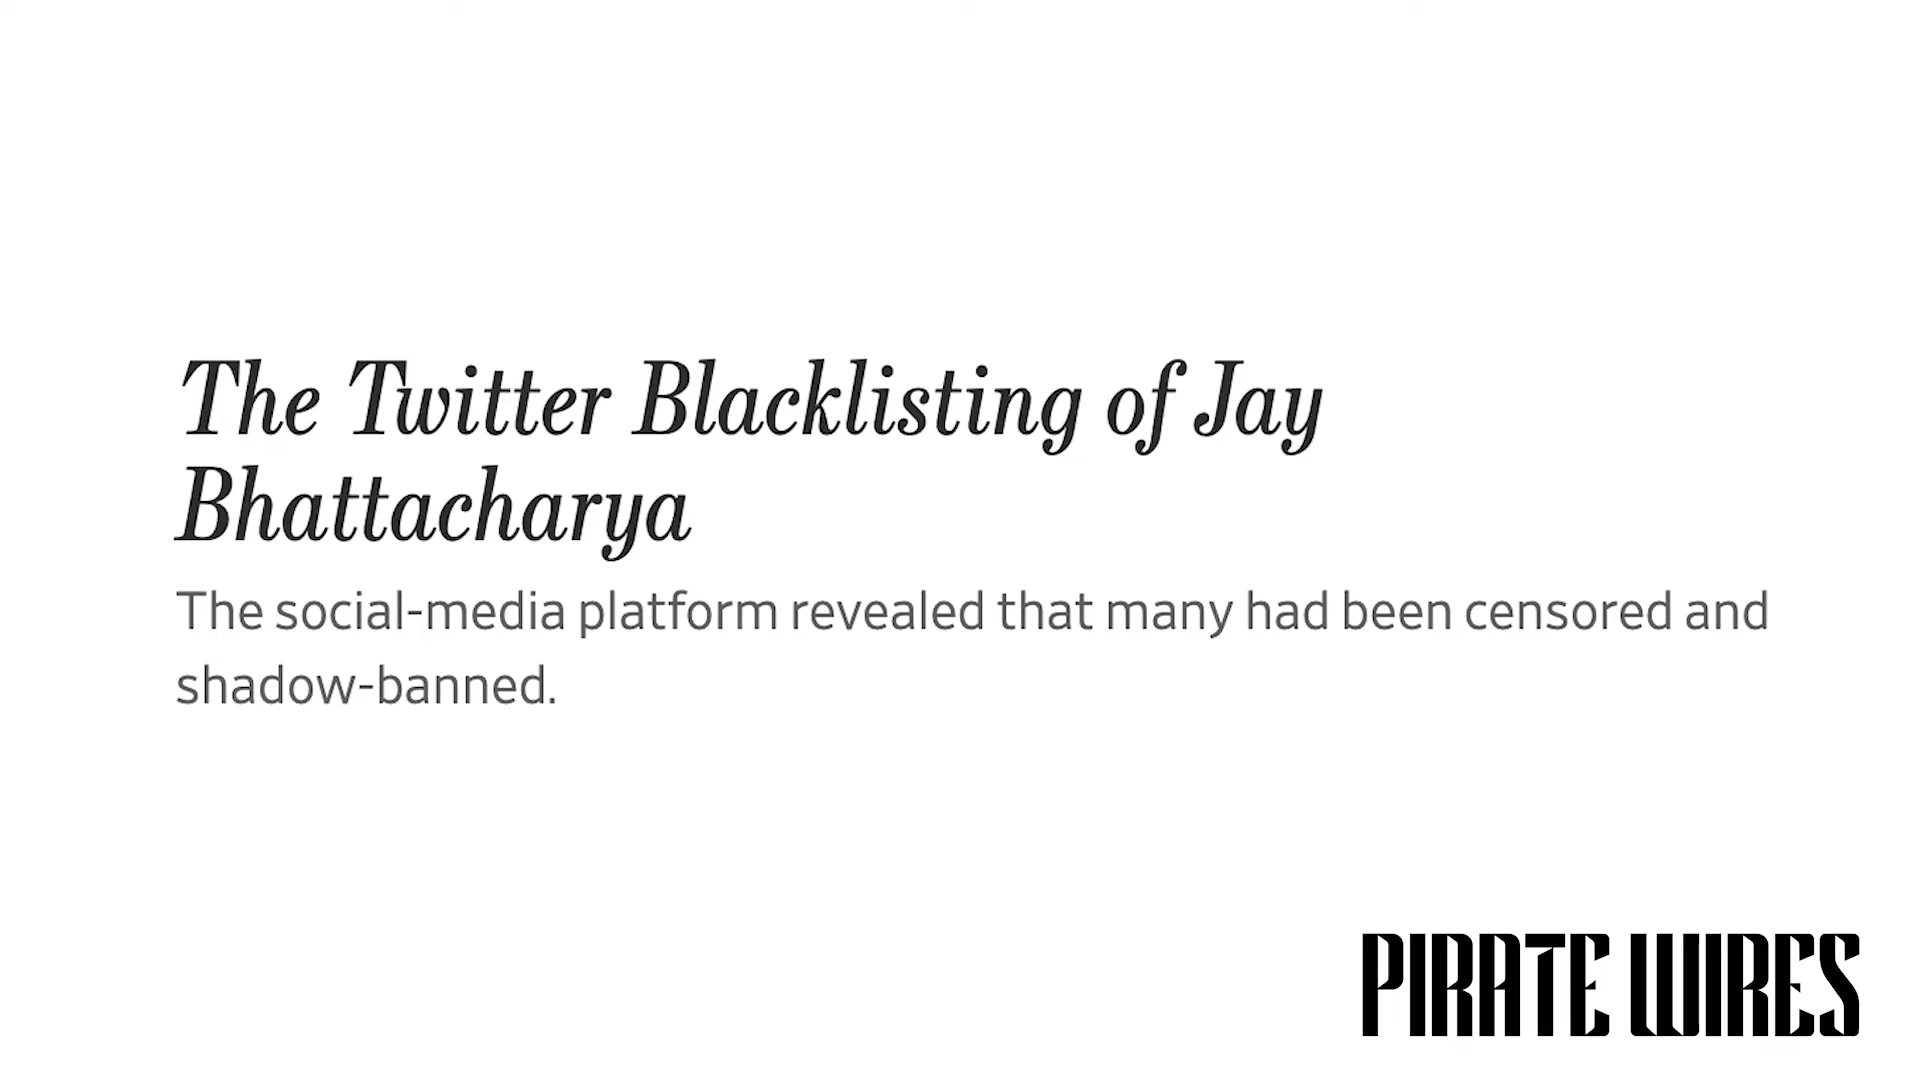 The Twitter Blacklisting of Jay
Bhattacharya
The social-media platform revealed that many had been censored and
shadow-banned.
PIRATE WIRES